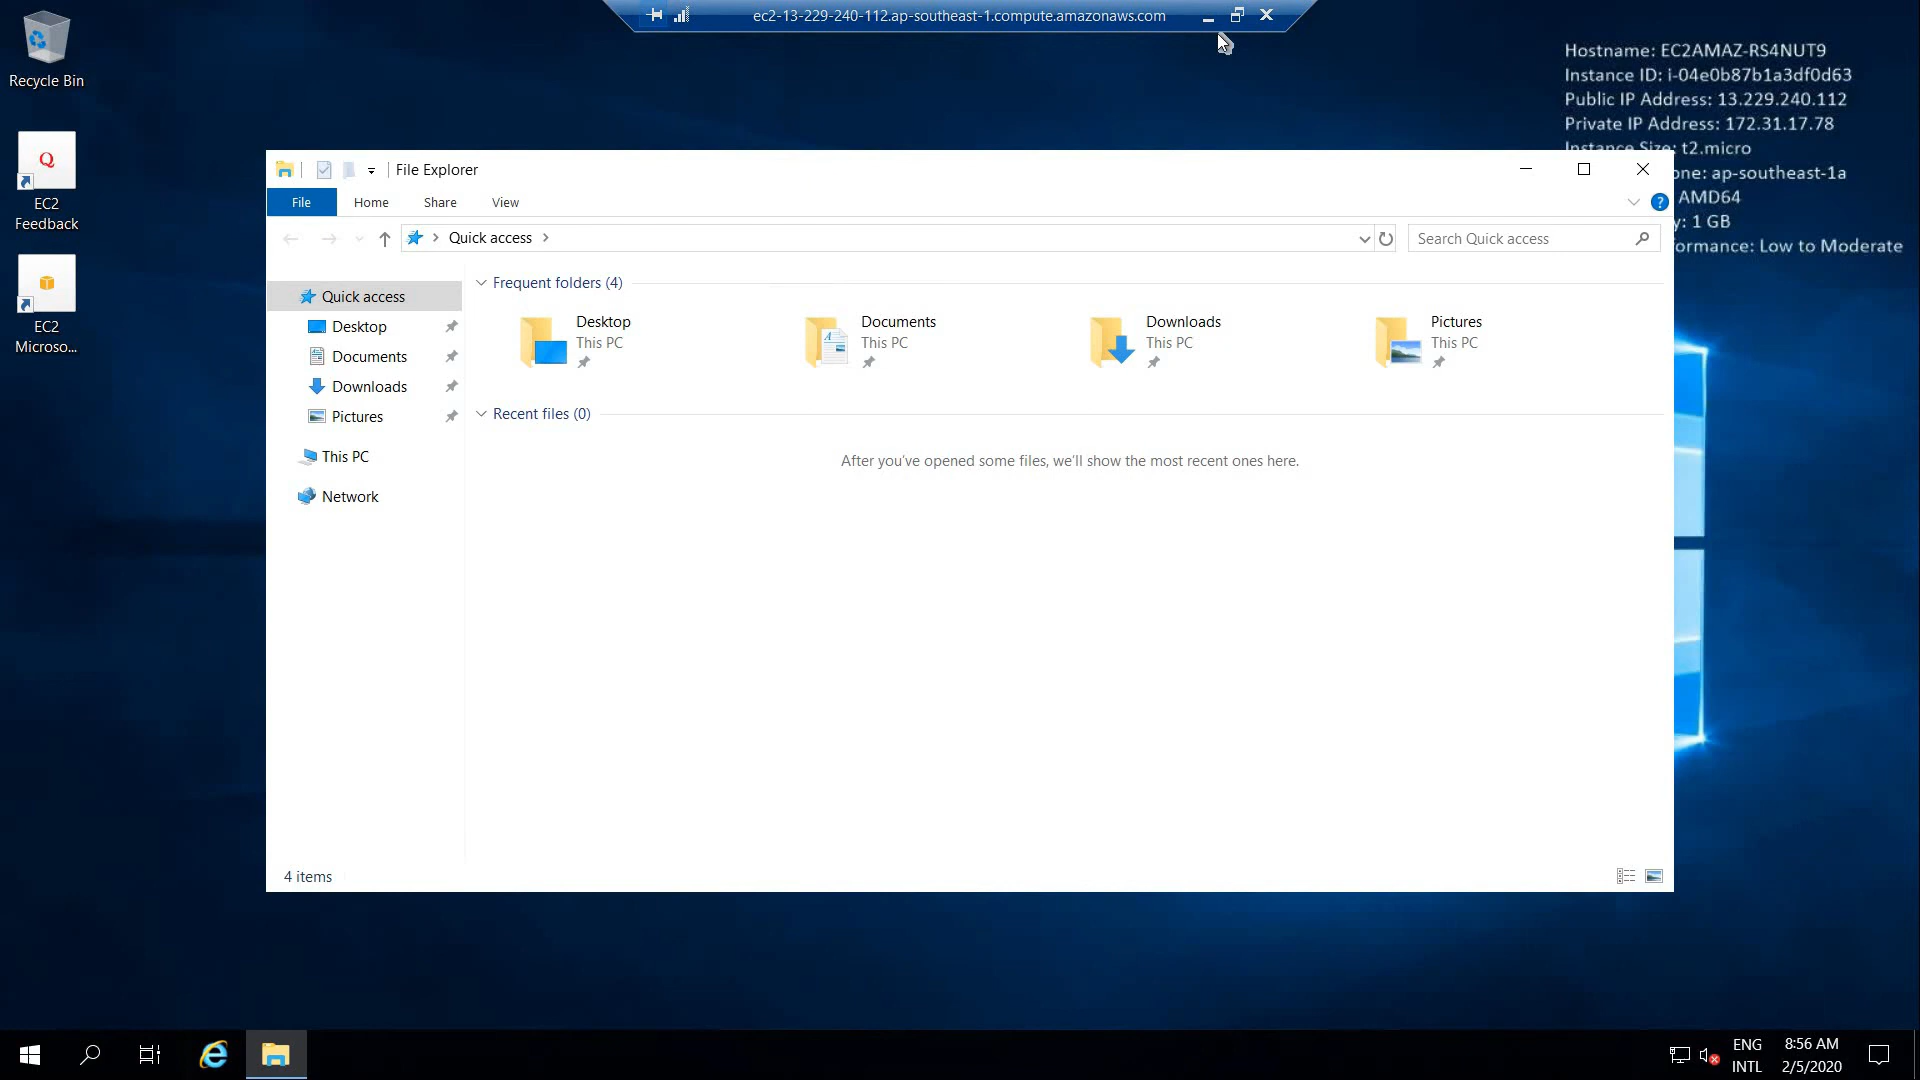 ec2-13-229-240-112.ap-southeast-1.compute.amazonaws.com
Recycle Bin
Hostname: EC2AMAZ-RS4NUT9
Instance ID: i-04e0b87b1a3df0d63
Public IP Address: 13.229.240.112
Private IP Address: 172.31.17.78
Instance Size: t2.micro
one: ap-southeast-1a
AMD64
y: 1 GB
ormance: Low to Moderate
Q
EC2
Feedback
EC2
Microso...
File Explorer
File
Home
Share
View
?
Quick access
Search Quick access
Quick access
Desktop
Documents
Downloads
Pictures
This PC
Network
Frequent folders (4)
Desktop
This PC
Documents
This PC
Downloads
This PC
Pictures
This PC
Recent files (0)
After you've opened some files, we'll show the most recent ones here.
4 items
ENG
INTL
8:56 AM
2/5/2020